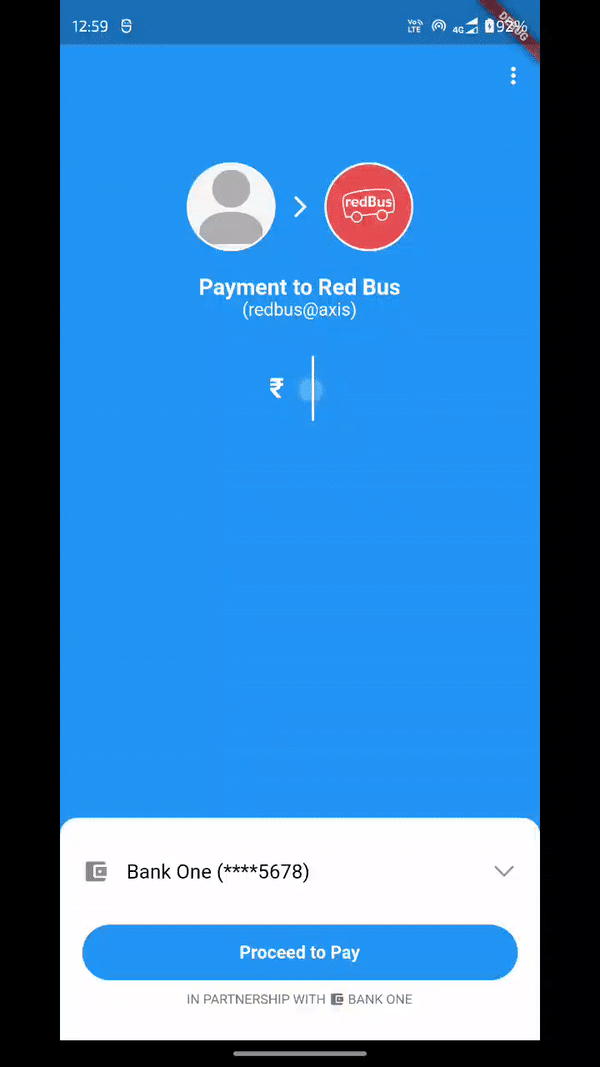 12:59
Vo)) LTE 4G 92%
DEBUG
redBus
Payment to Red Bus
(redbus@axis)
₹
Bank One (****5678)
Proceed to Pay
IN PARTNERSHIP WITH BANK ONE